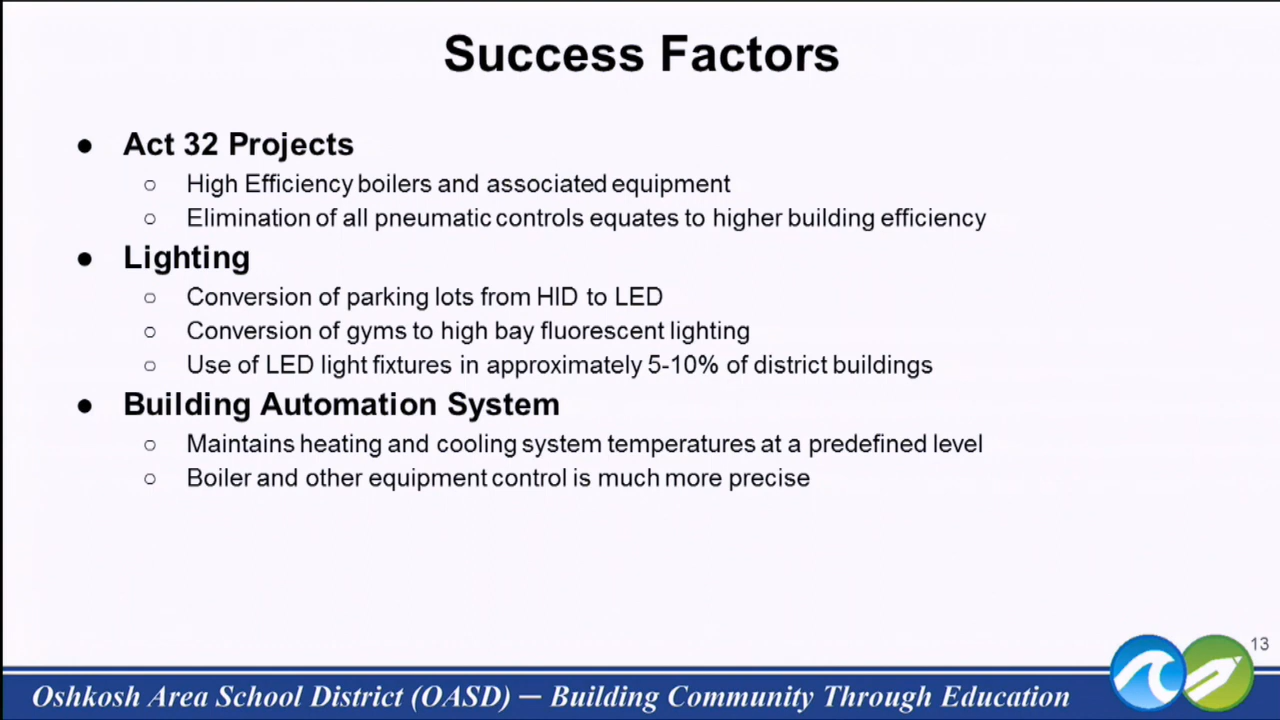 Success Factors
● Act 32 Projects
○ High Efficiency boilers and associated equipment
○ Elimination of all pneumatic controls equates to higher building efficiency
● Lighting
○ Conversion of parking lots from HID to LED
○ Conversion of gyms to high bay fluorescent lighting
○ Use of LED light fixtures in approximately 5-10% of district buildings
● Building Automation System
○ Maintains heating and cooling system temperatures at a predefined level
○ Boiler and other equipment control is much more precise
13
Oshkosh Area School District (OASD) — Building Community Through Education